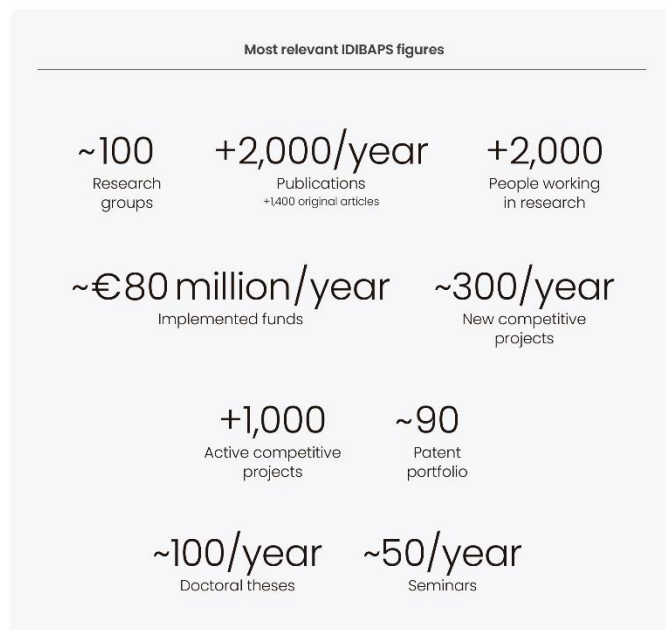 Most relevant IDIBAPS figures
~100
Research
groups
+2,000/year
Publications
+1,400 original articles
+2,000
People working
in research
~€80 million/year
Implemented funds
~300/year
New competitive
projects
+1,000
Active competitive
projects
~90
Patent
portfolio
~100/year
Doctoral theses
~50/year
Seminars